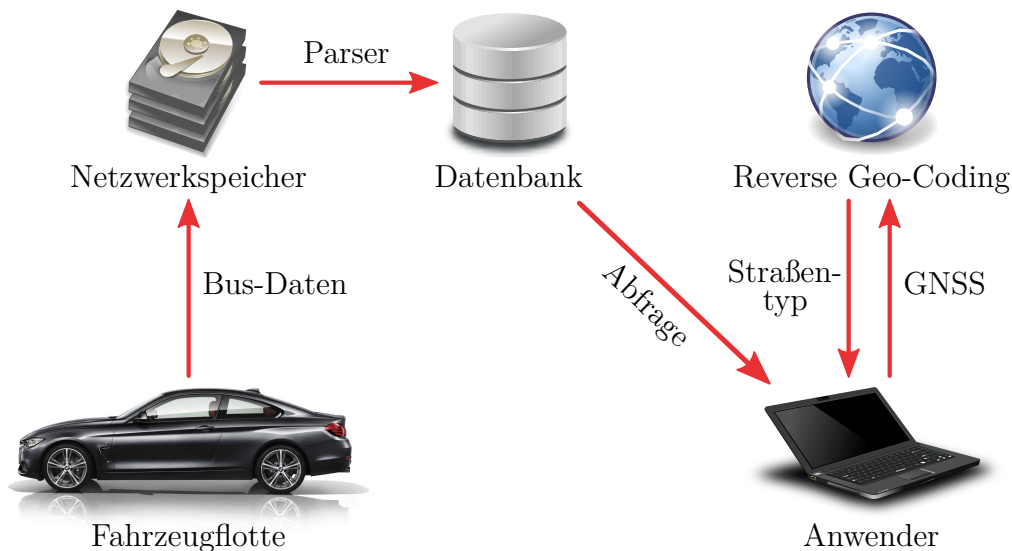 Parser
Netzwerkspeicher
Datenbank
Reverse Geo-Coding
Bus-Daten
Abfrage
Straßen-
typ
GNSS
Fahrzeugflotte
Anwender